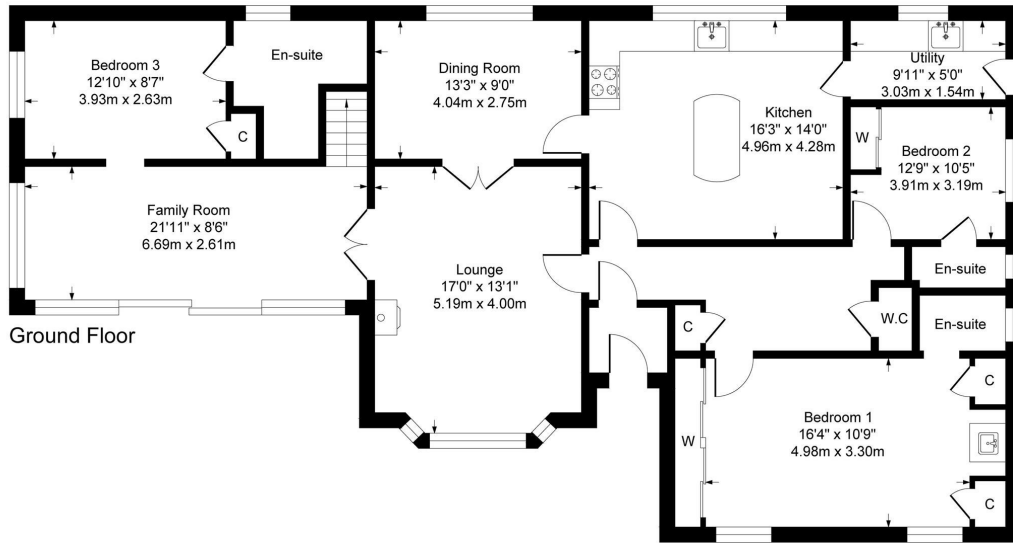 Bedroom 3
12'10" x 8'7"
3.93m x 2.63m
En-suite
C
Dining Room
13'3" x 9'0"
4.04m x 2.75m
Kitchen
16'3" x 14'0"
4.96m x 4.28m
Utility
9'11" x 5'0"
3.03m x 1.54m
W
Bedroom 2
12'9" x 10'5"
3.91m x 3.19m
Family Room
21'11" x 8'6"
6.69m x 2.61m
Lounge
17'0" x 13'1"
5.19m x 4.00m
En-suite
C
W.C
En-suite
Ground Floor
W
Bedroom 1
16'4" x 10'9"
4.98m x 3.30m
C
C